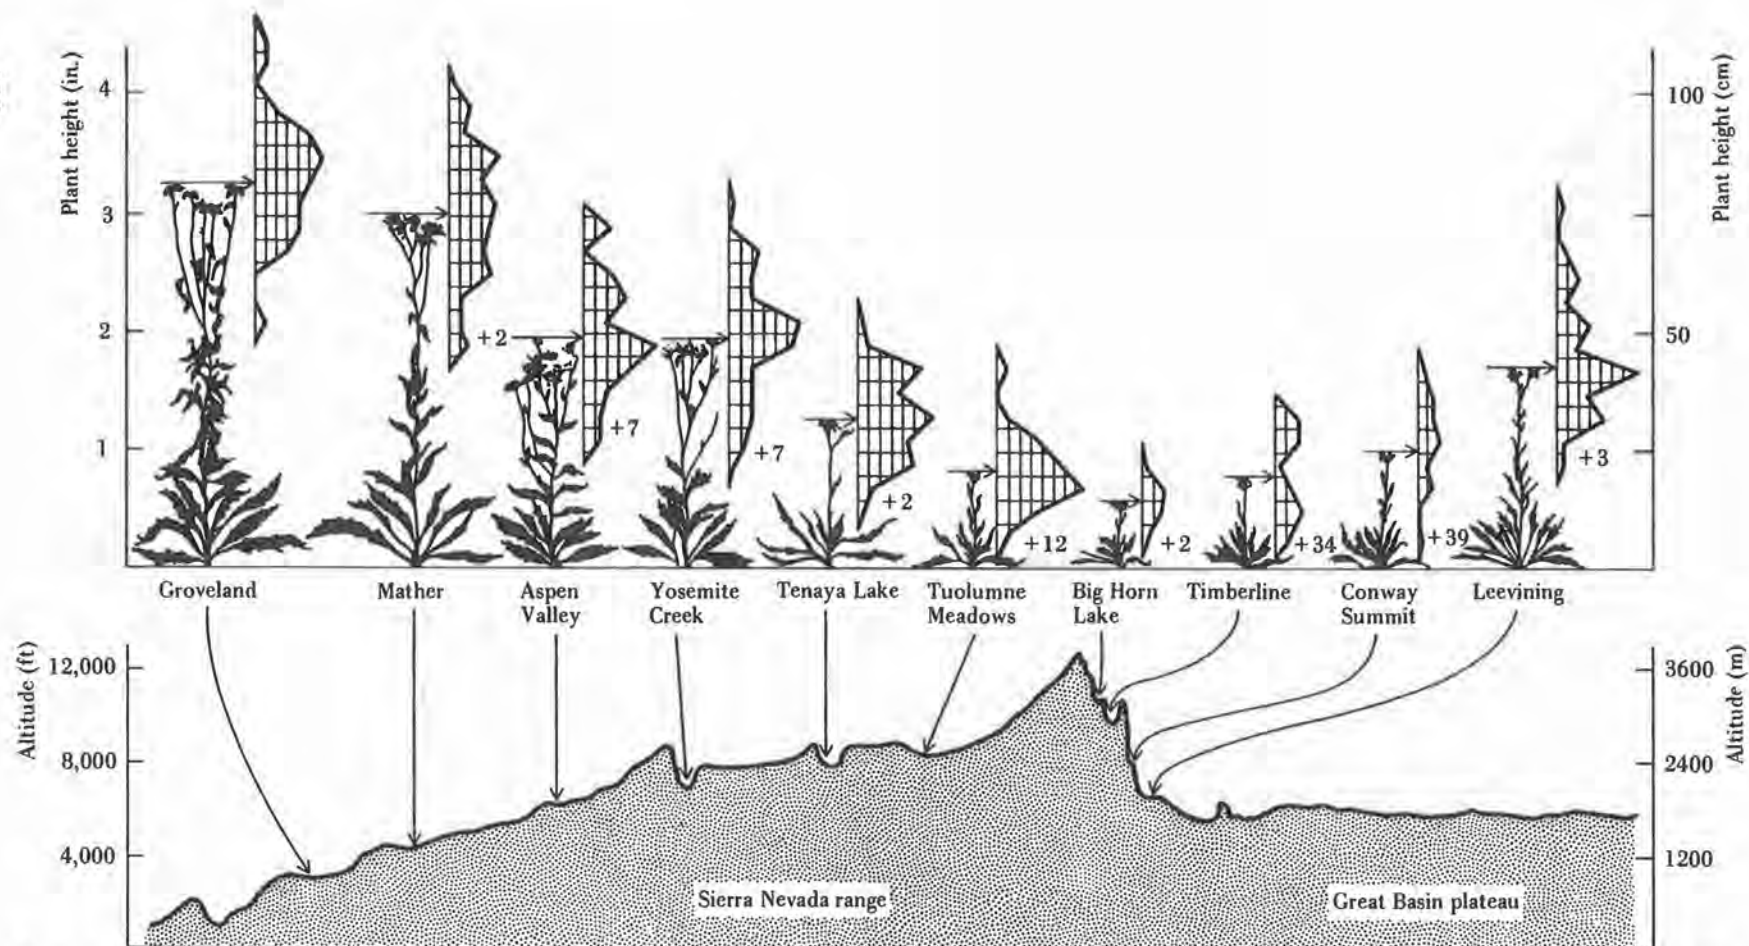 Plant height (in.)
4
3
2
1
Plant height (cm)
100
50
+2
+7
+7
+2
+12
+2
+34
+39
+3
Groveland
Mather
Aspen
Valley
Yosemite
Creek
Tenaya Lake
Tuolumne
Meadows
Big Horn
Lake
Timberline
Conway
Summit
Leevining
Altitude (ft)
12,000
8,000
4,000
Altitude (m)
3600
2400
1200
Sierra Nevada range
Great Basin plateau